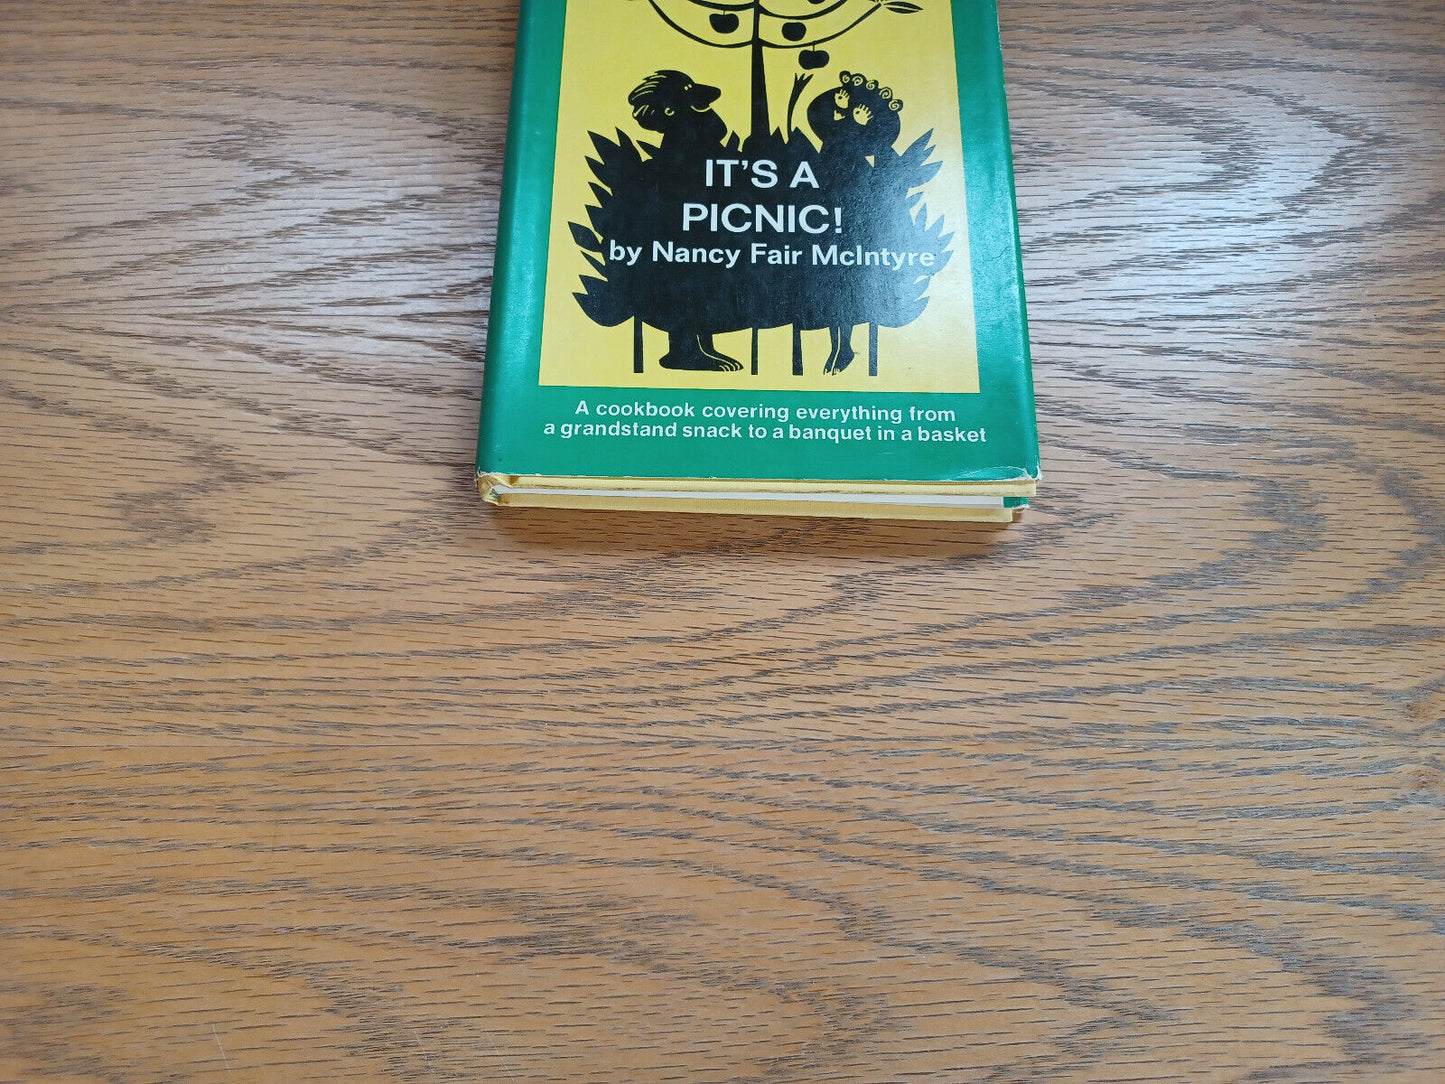 IT'S A
PICNIC!
by Nancy Fair McIntyre
A cookbook covering everything from
a grandstand snack to a banquet in a basket